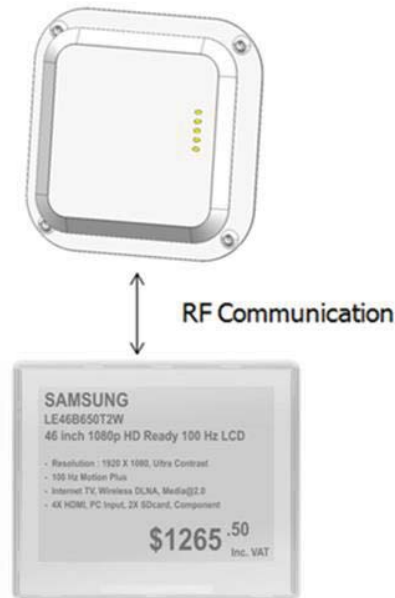 RF Communication
SAMSUNG
LE46B650T2W
46 inch 1080p HD Ready 100 Hz LCD
- Resolution : 1920 X 1080, Ultra Contrast
- 100 Hz Motion Plus
- Internet TV, Wireless DLNA, Media@2.0
- 4X HDMI, PC Input, 2X SDcard, Component
$1265 .50
Inc. VAT